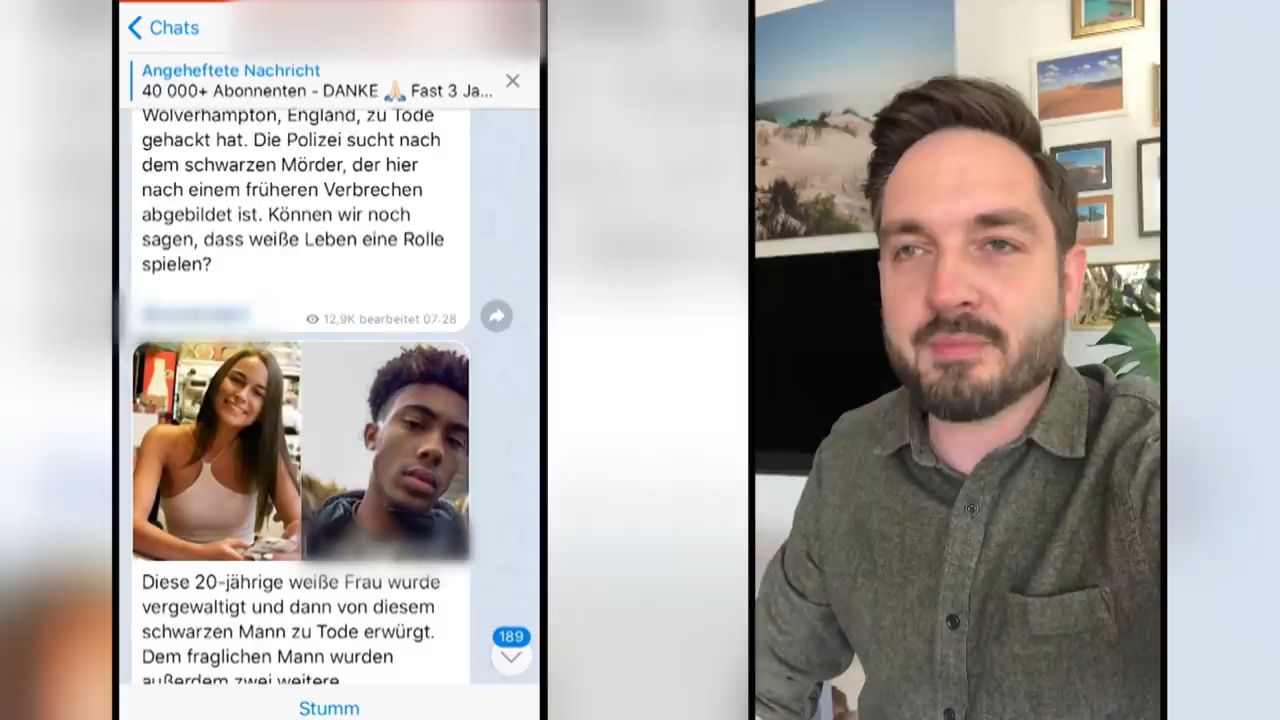 Chats
Angeheftete Nachricht
40 000+ Abonnenten - DANKE 🙏🏻 Fast 3 Ja...
Wolverhampton, England, zu Tode
gehackt hat. Die Polizei sucht nach
dem schwarzen Mörder, der hier
nach einem früheren Verbrechen
abgebildet ist. Können wir noch
sagen, dass weiße Leben eine Rolle
spielen?
12,9K bearbeitet 07:28
Diese 20-jährige weiße Frau wurde
vergewaltigt und dann von diesem
schwarzen Mann zu Tode erwürgt.
Dem fraglichen Mann wurden
außerdem zwei weitere
189
Stumm